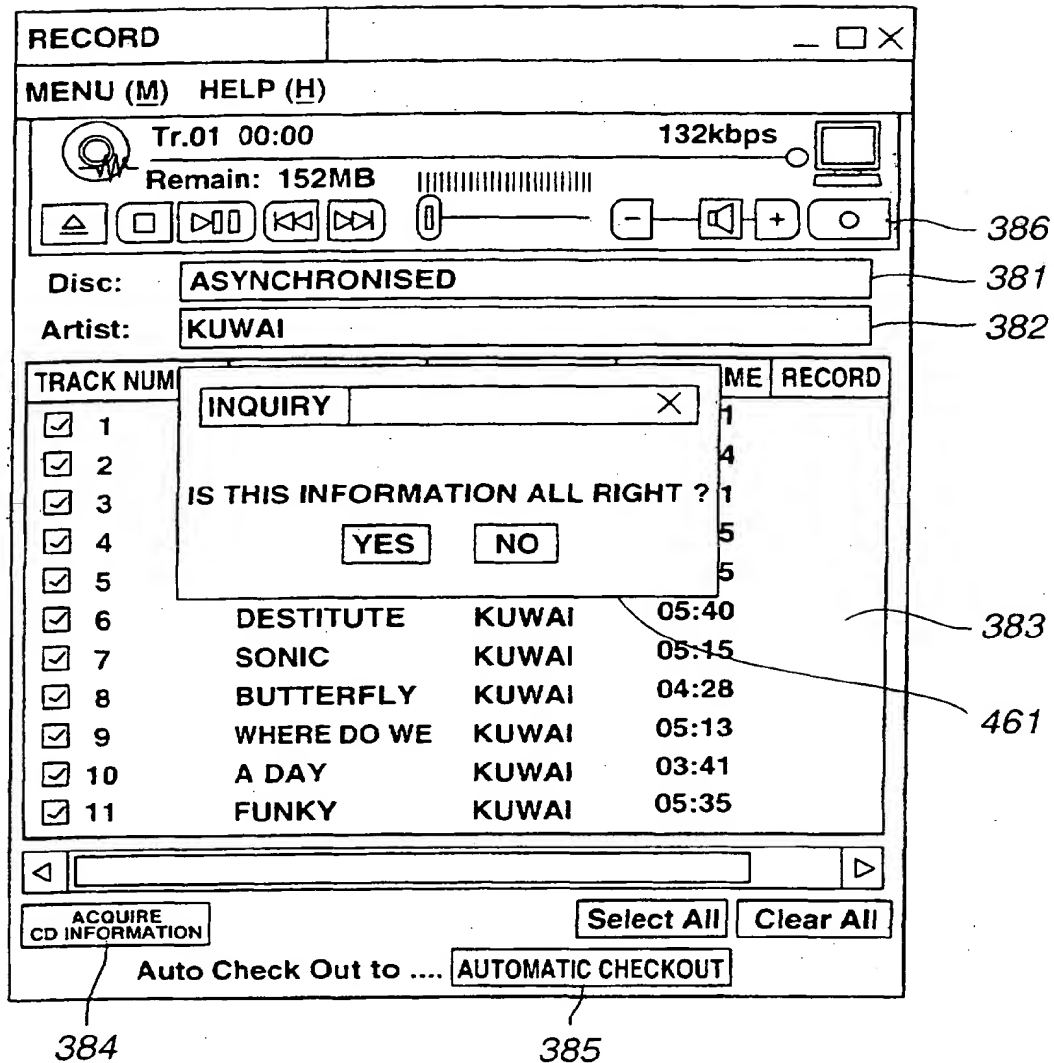 RECORD
MENU (M) HELP (H)
Tr.01 00:00 132kbps
Remain: 152MB
386
Disc: ASYNCHRONISED 381
Artist: KUWAI 382
TRACK NUM ME RECORD
INQUIRY
1 1
2 4
3 IS THIS INFORMATION ALL RIGHT ? 1
4 YES NO 5
5 5
6 DESTITUTE KUWAI 05:40
383
7 SONIC KUWAI 05:15
8 BUTTERFLY KUWAI 04:28
461
9 WHERE DO WE KUWAI 05:13
10 A DAY KUWAI 03:41
11 FUNKY KUWAI 05:35
ACQUIRE
CD INFORMATION
Select All Clear All
Auto Check Out to .... AUTOMATIC CHECKOUT
384 385